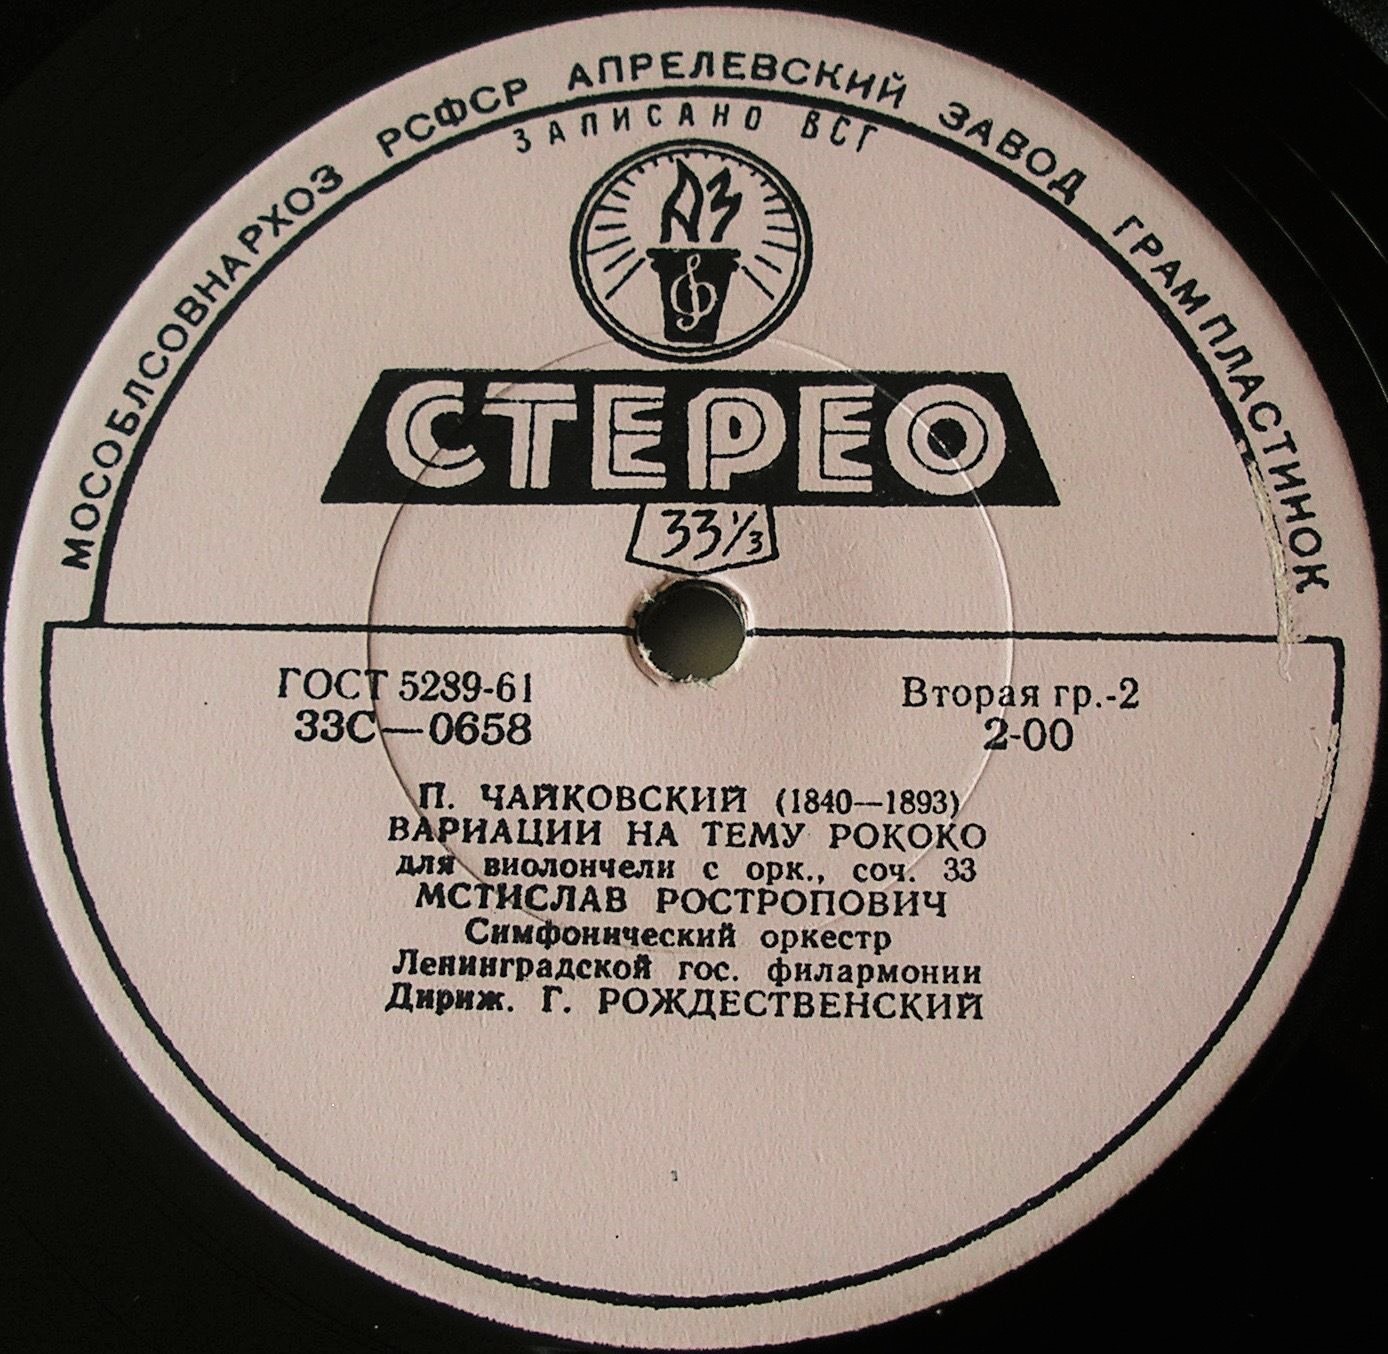 МОСОБЛСОВНАРХОЗ РСФСР АПРЕЛЕВСКИЙ ЗАВОД ГРАМПЛАСТИНОК
ЗАПИСАНО ВСГ
АЗ
СТЕРЕО
33⅓
ГОСТ 5289-61
Вторая гр.-2
33С—0658
2-00
П. ЧАЙКОВСКИЙ (1840—1893)
ВАРИАЦИИ НА ТЕМУ РОКОКО
для виолончели с орк., соч. 33
МСТИСЛАВ РОСТРОПОВИЧ
Симфонический оркестр
Ленинградской гос. филармонии
Дириж. Г. РОЖДЕСТВЕНСКИЙ